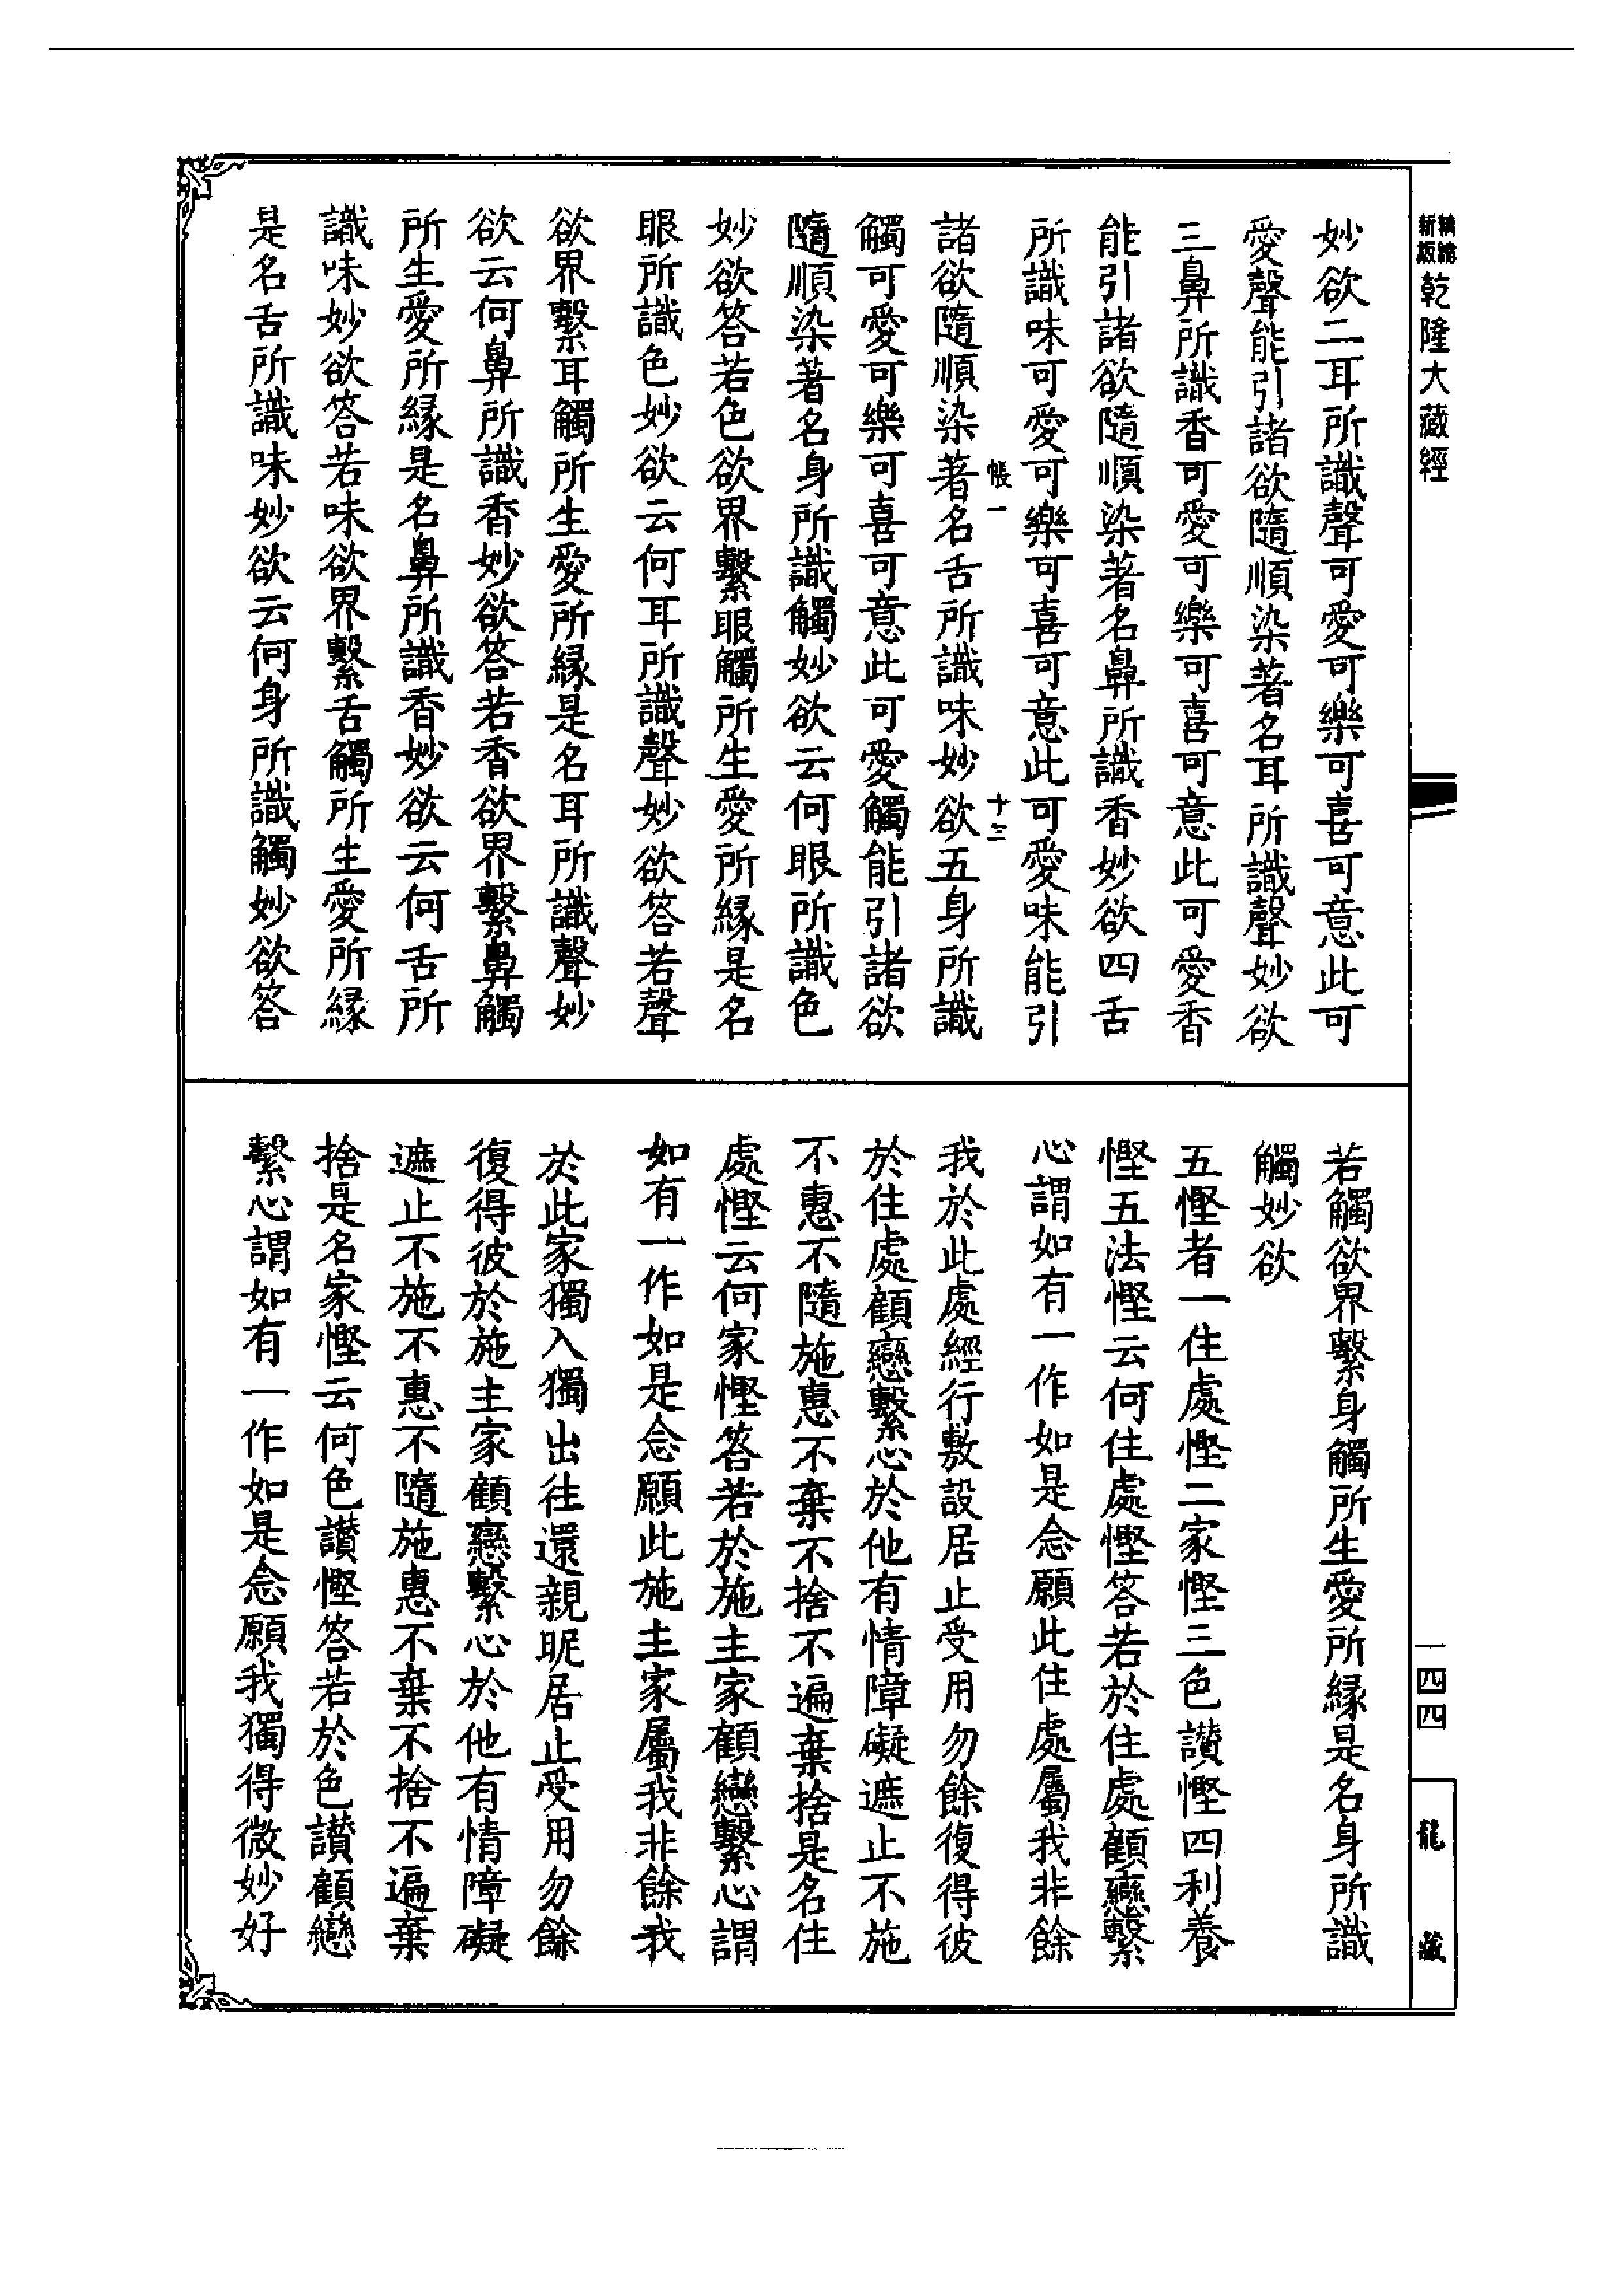 精編
新版
乾隆大藏經
妙欲二耳所識聲可愛可樂可喜可意此可
愛聲能引諸欲隨順染著名耳所識聲妙欲
三鼻所識香可愛可樂可喜可意此可愛香
能引諸欲隨順染著名鼻所識香妙欲四舌
所識味可愛可樂可喜可意此可愛味能引
帳一
十二
諸欲隨順染著名舌所識味妙欲五身所識
觸可愛可樂可喜可意此可愛觸能引諸欲
隨順染著名身所識觸妙欲云何眼所識色
妙欲答若色欲界繫眼觸所生愛所緣是名
眼所識色妙欲云何耳所識聲妙欲答若聲
欲界繫耳觸所生愛所緣是名耳所識聲妙
欲云何鼻所識香妙欲答若香欲界繫鼻觸
所生愛所緣是名鼻所識香妙欲云何舌所
識味妙欲答若味欲界繫舌觸所生愛所緣
是名舌所識味妙欲云何身所識觸妙欲答
若觸欲界繫身觸所生愛所緣是名身所識
觸妙欲
五慳者一住處慳二家慳三色讚慳四利養
慳五法慳云何住處慳答若於住處顧戀繫
心謂如有一作如是念願此住處屬我非餘
我於此處經行敷設居止受用勿餘復得彼
於住處顧戀繫心於他有情障礙遮止不施
不惠不隨施惠不棄不捨不遍棄捨是名住
處慳云何家慳答若於施主家顧戀繫心謂
如有一作如是念願此施主家屬我非餘我
於此家獨入獨出往還親昵居止受用勿餘
復得彼於施主家顧戀繫心於他有情障礙
遮止不施不惠不隨施惠不棄不捨不遍棄
捨是名家慳云何色讚慳答若於色讚顧戀
繫心謂如有一作如是念願我獨得微妙好
一四四
龍藏